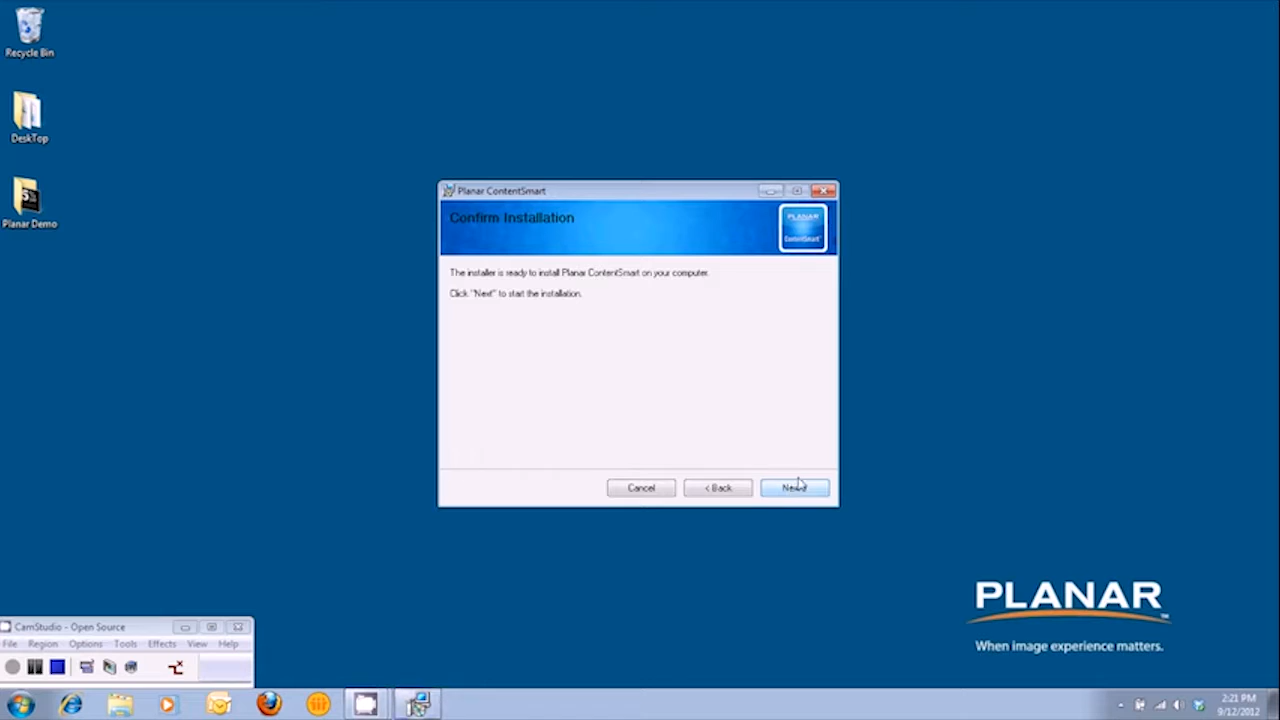 Recycle Bin
DeskTop
Planar Demo
Planar ContentSmart
Confirm Installation
PLANAR
ContentSmart
The installer is ready to install Planar ContentSmart on your computer.
Click "Next" to start the installation.
Cancel
< Back
PLANAR™
When image experience matters.
CamStudio - Open Source
File Region Options Tools Effects View Help
2:21 PM
9/12/2012